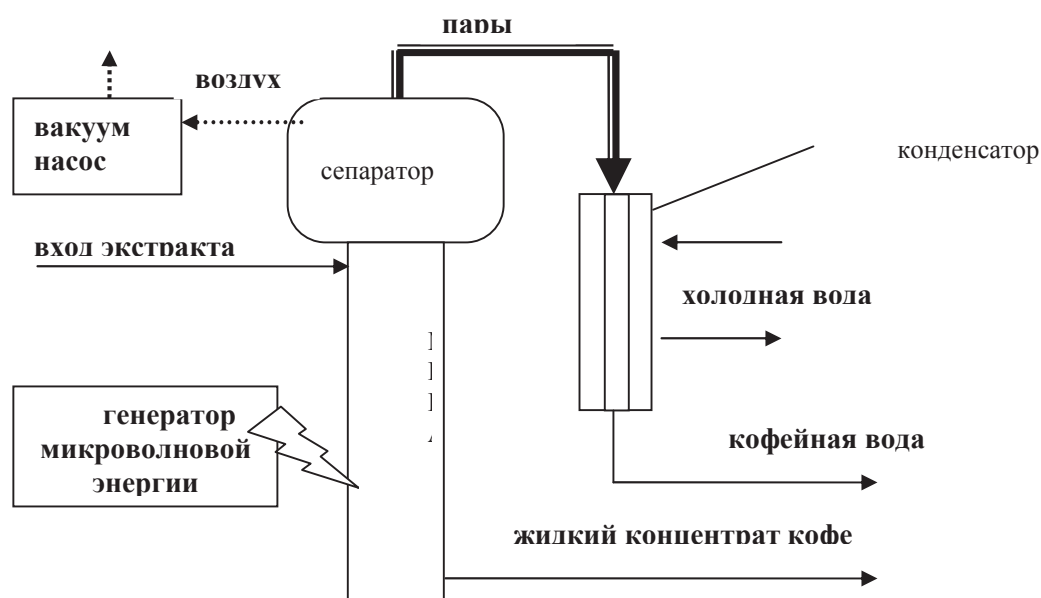 пары
воздух
вакуум
насос
сепаратор
конденсатор
вход экстракта
холодная вода
генератор
микроволновой
энергии
кофейная вода
жидкий концентрат кофе